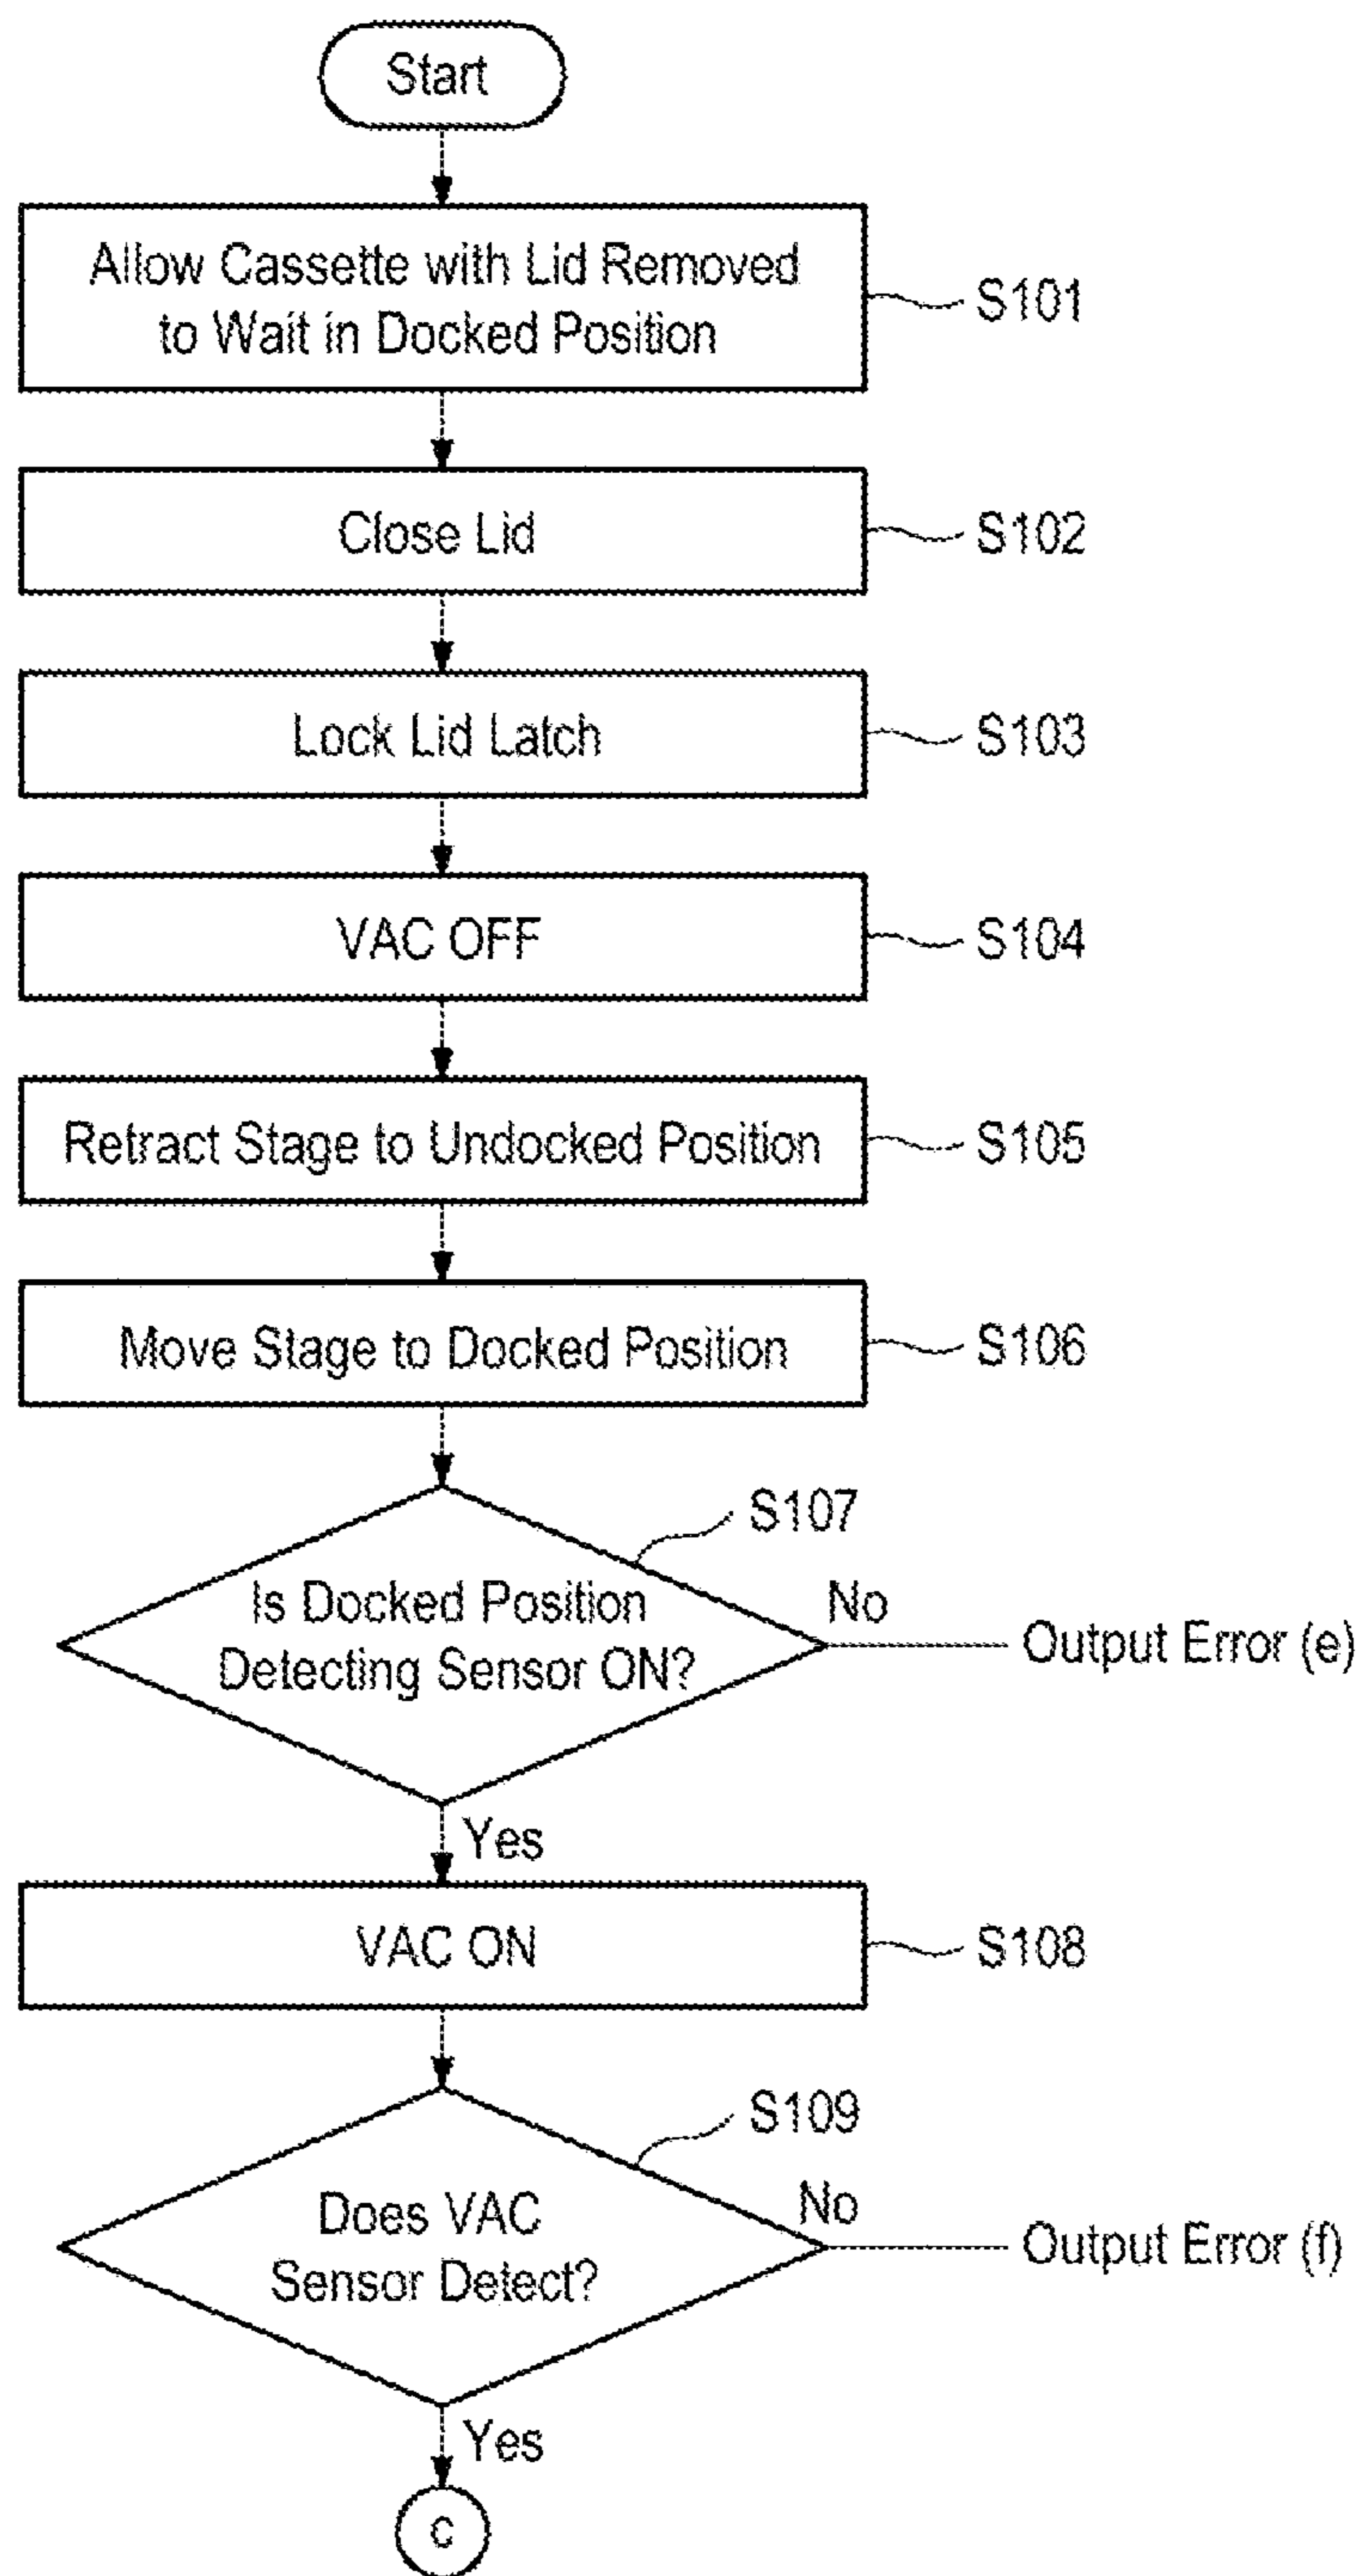 Start
Allow Cassette with Lid Removed
to Wait in Docked Position
S101
Close Lid
S102
Lock Lid Latch
S103
VAC OFF
S104
Retract Stage to Undocked Position
S105
Move Stage to Docked Position
S106
S107
Is Docked Position
Detecting Sensor ON?
No
Output Error (e)
Yes
VAC ON
S108
S109
Does VAC
Sensor Detect?
No
Output Error (f)
Yes
c